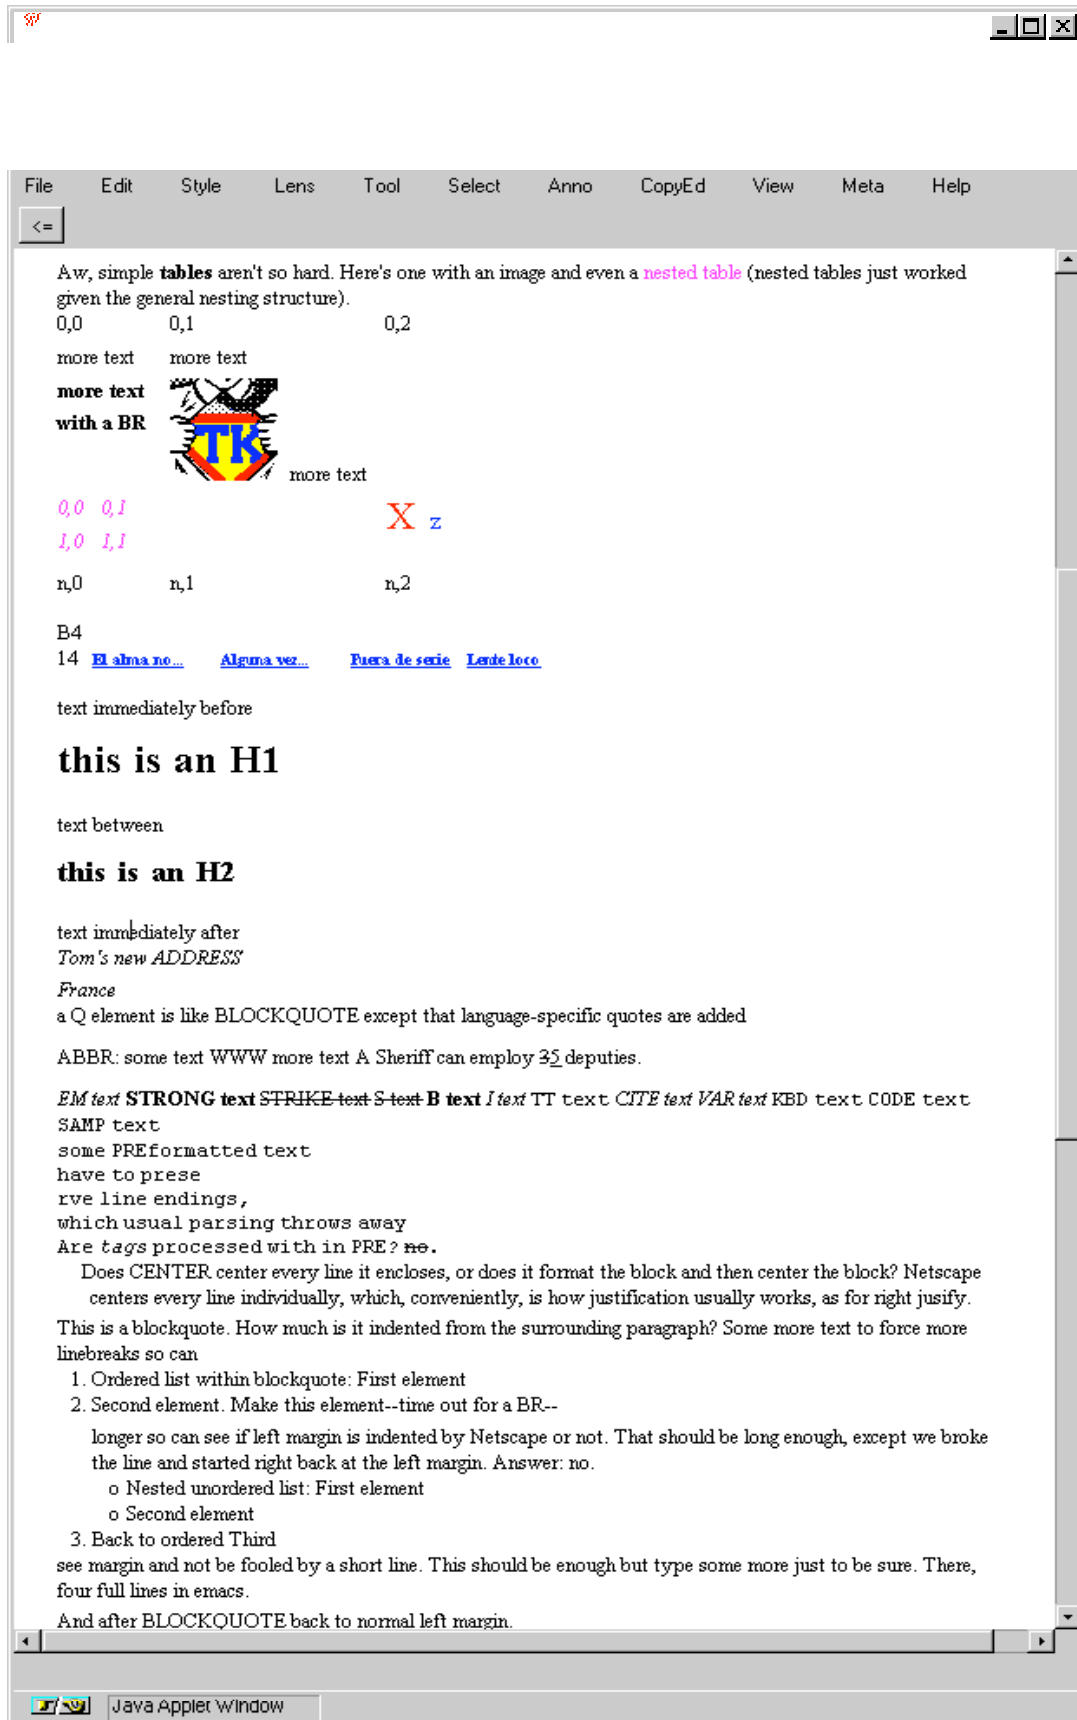 File Edit Style Lens Tool Select Anno CopyEd View Meta Help
<=
Aw, simple tables aren't so hard. Here's one with an image and even a nested table (nested tables just worked
given the general nesting structure).
0,0 0,1 0,2
more text more text
more text
with a BR
TK
more text
0,0 0,1
X z
1,0 1,1
n,0 n,1 n,2
B4
14 El alma no... Alguna vez... Fuera de serie Lente loco
text immediately before
this is an H1
text between
this is an H2
text immediately after
Tom's new ADDRESS
France
a Q element is like BLOCKQUOTE except that language-specific quotes are added
ABBR: some text WWW more text A Sheriff can employ 35 deputies.
EM text STRONG text STRIKE text S text B text I text TT text CITE text VAR text KBD text CODE text
SAMP text
some PREformatted text
have to prese
rve line endings,
which usual parsing throws away
Are tags processed with in PRE? no.
Does CENTER center every line it encloses, or does it format the block and then center the block? Netscape
centers every line individually, which, conveniently, is how justification usually works, as for right jusify.
This is a blockquote. How much is it indented from the surrounding paragraph? Some more text to force more
linebreaks so can
1. Ordered list within blockquote: First element
2. Second element. Make this element--time out for a BR--
longer so can see if left margin is indented by Netscape or not. That should be long enough, except we broke
the line and started right back at the left margin. Answer: no.
o Nested unordered list: First element
o Second element
3. Back to ordered Third
see margin and not be fooled by a short line. This should be enough but type some more just to be sure. There,
four full lines in emacs.
And after BLOCKQUOTE back to normal left margin.
Java Applet Window